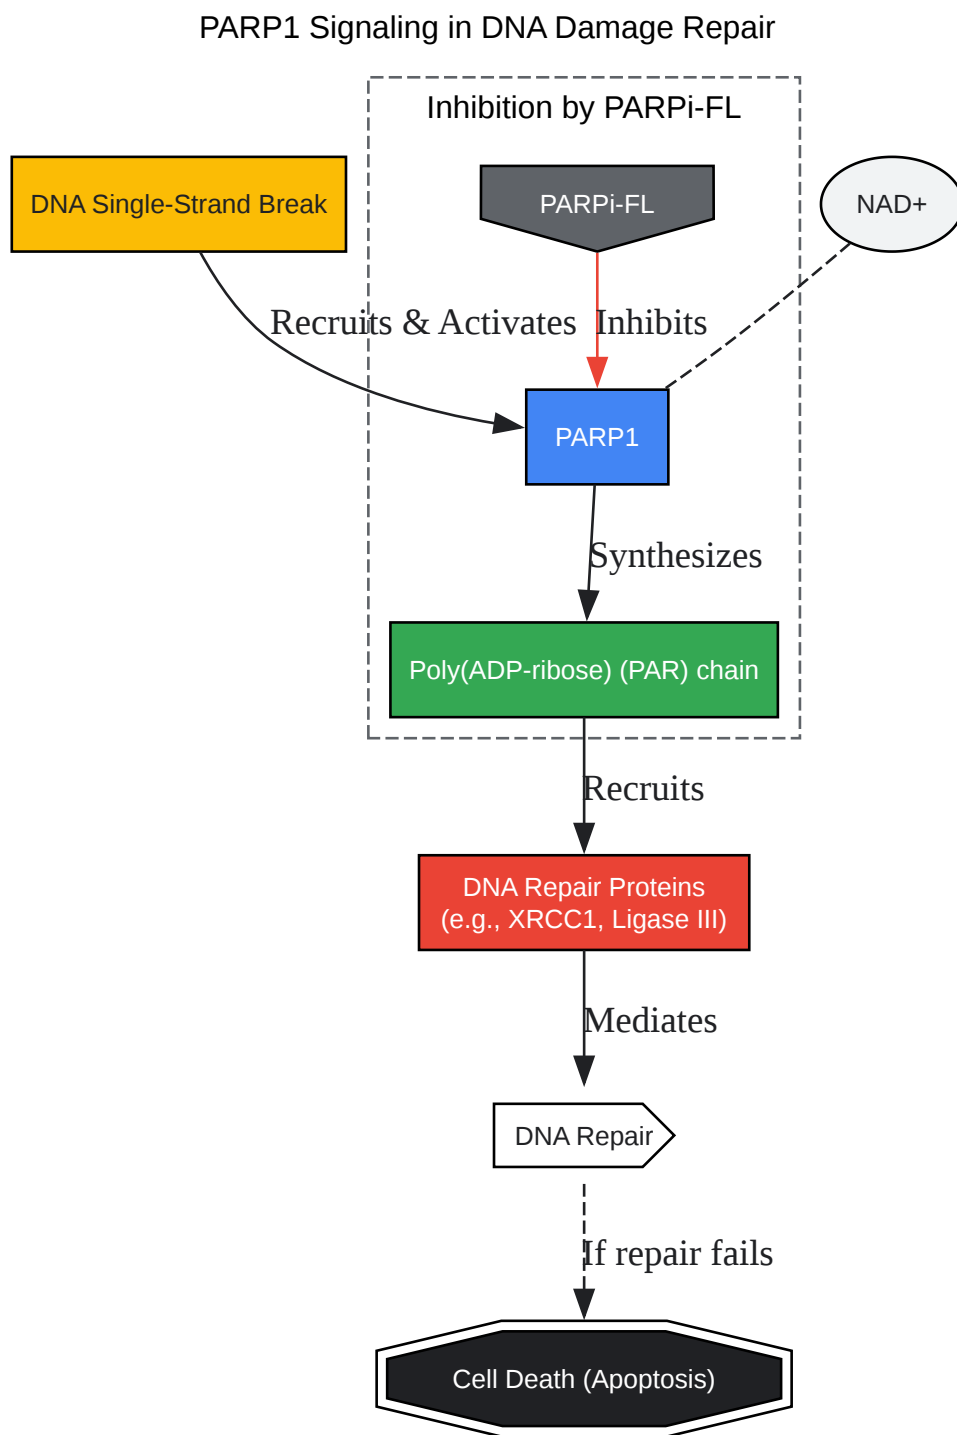 PARP1 Signaling in DNA Damage Repair
Inhibition by PARPi-FL
DNA Single-Strand Break
PARPi-FL
NAD+
Recruits & Activates
Inhibits
PARP1
Synthesizes
Poly(ADP-ribose) (PAR) chain
Recruits
DNA Repair Proteins
(e.g., XRCC1, Ligase III)
Mediates
DNA Repair
If repair fails
Cell Death (Apoptosis)